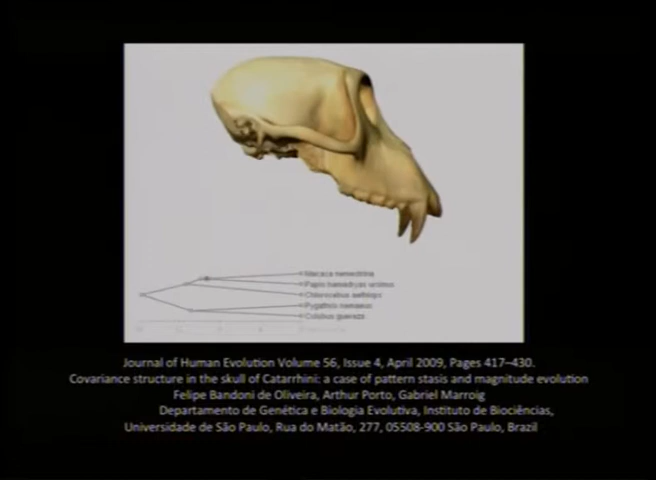 Macaca nemestrina
Papio hamadryas
Chlorocebus aethiops
Pygathrix nemaeus
Colobus guereza
Journal of Human Evolution Volume 56, Issue 4, April 2009, Pages 417–430.
Covariance structure in the skull of Catarrhini: a case of pattern stasis and magnitude evolution
Felipe Bandoni de Oliveira, Arthur Porto, Gabriel Marroig
Departamento de Genética e Biologia Evolutiva, Instituto de Biociências,
Universidade de São Paulo, Rua do Matão, 277, 05508-900 São Paulo, Brazil